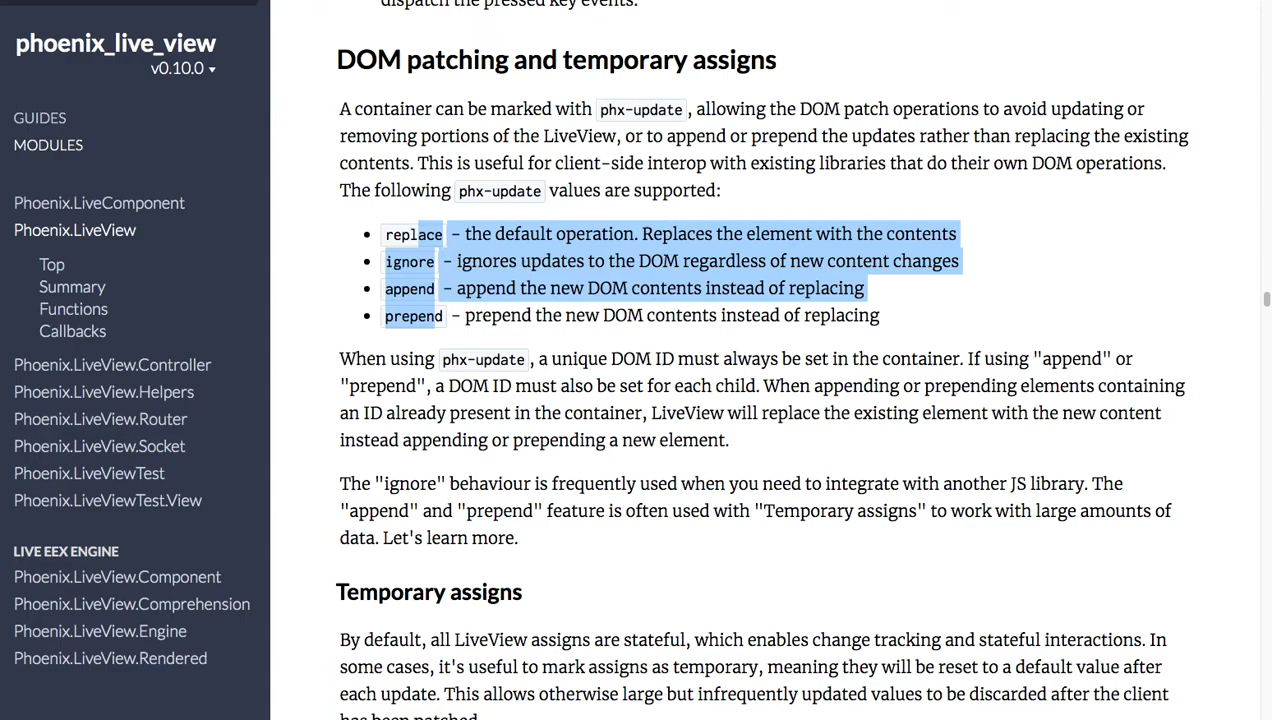 dispatch the pressed key events.
phoenix_live_view
v0.10.0
GUIDES
MODULES
Phoenix.LiveComponent
Phoenix.LiveView
Top
Summary
Functions
Callbacks
Phoenix.LiveView.Controller
Phoenix.LiveView.Helpers
Phoenix.LiveView.Router
Phoenix.LiveView.Socket
Phoenix.LiveViewTest
Phoenix.LiveViewTest.View
LIVE EEX ENGINE
Phoenix.LiveView.Component
Phoenix.LiveView.Comprehension
Phoenix.LiveView.Engine
Phoenix.LiveView.Rendered
DOM patching and temporary assigns
A container can be marked with phx-update, allowing the DOM patch operations to avoid updating or
removing portions of the LiveView, or to append or prepend the updates rather than replacing the existing
contents. This is useful for client-side interop with existing libraries that do their own DOM operations.
The following phx-update values are supported:
• replace - the default operation. Replaces the element with the contents
• ignore - ignores updates to the DOM regardless of new content changes
• append - append the new DOM contents instead of replacing
• prepend - prepend the new DOM contents instead of replacing
When using phx-update, a unique DOM ID must always be set in the container. If using "append" or
"prepend", a DOM ID must also be set for each child. When appending or prepending elements containing
an ID already present in the container, LiveView will replace the existing element with the new content
instead appending or prepending a new element.
The "ignore" behaviour is frequently used when you need to integrate with another JS library. The
"append" and "prepend" feature is often used with "Temporary assigns" to work with large amounts of
data. Let's learn more.
Temporary assigns
By default, all LiveView assigns are stateful, which enables change tracking and stateful interactions. In
some cases, it's useful to mark assigns as temporary, meaning they will be reset to a default value after
each update. This allows otherwise large but infrequently updated values to be discarded after the client
has been patched.